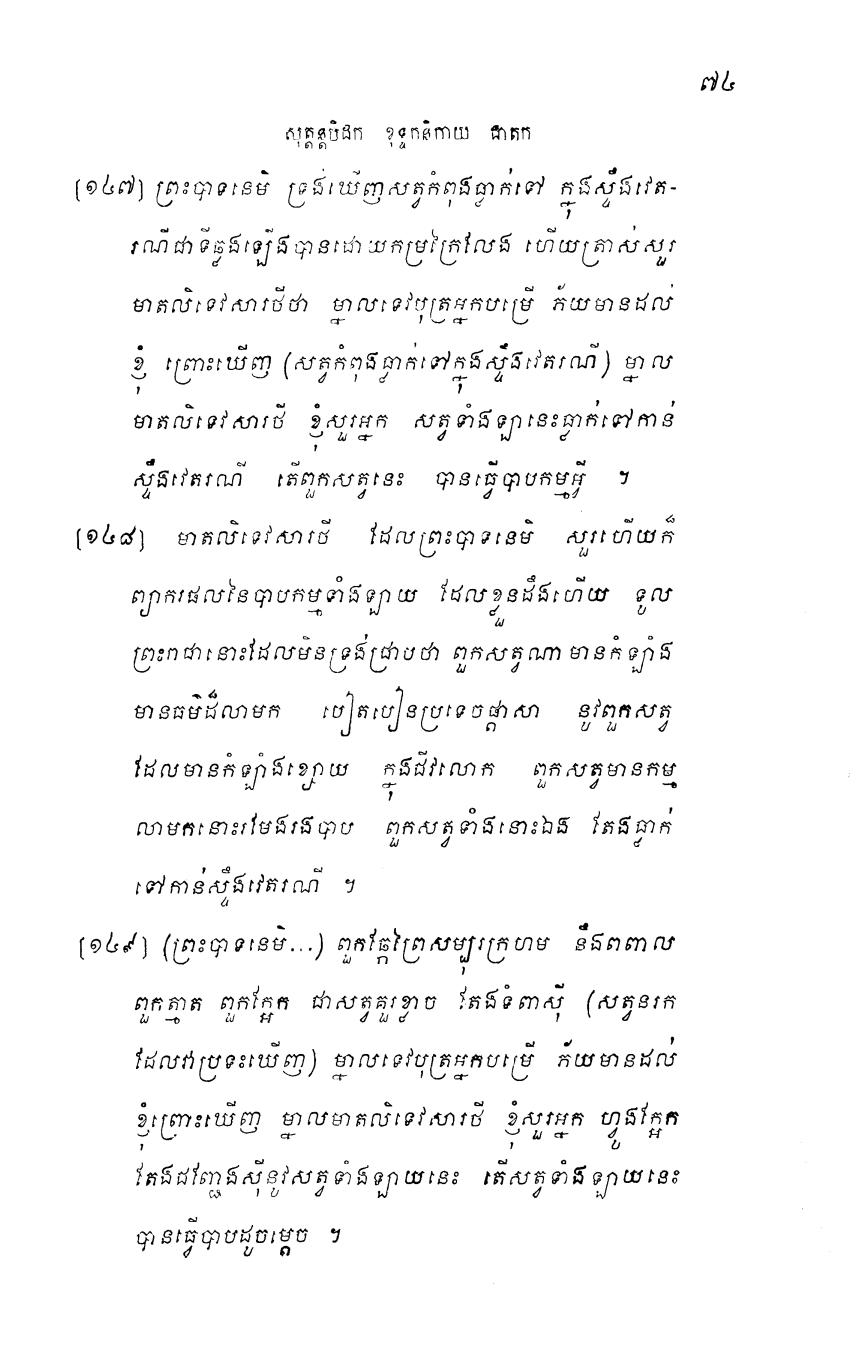 ៧៤
សុត្តន្តបិដក ខុទ្ទកនិកាយ ជាតក
[១៤៧] ព្រះបាទនេមិ ទ្រង់ឃើញសត្វកំពុងធ្លាក់ទៅ ក្នុងស្ទឹងវេត-
រណីជាទីឆ្លងឡើងបានដោយកម្រក្រៃលែង ហើយត្រាស់សួរ
មាតលិទេវសារថីថា ម្នាលទេវបុត្រអ្នកបម្រើ ភ័យមានដល់
ខ្ញុំ ព្រោះឃើញ (សត្វកំពុងធ្លាក់ទៅក្នុងស្ទឹងវេតរណី) ម្នាល
មាតលិទេវសារថី ខ្ញុំសួរអ្នក សត្វទាំងឡានេះធ្លាក់ទៅកាន់
ស្ទឹងវេតរណី តើពួកសត្វនេះ បានធ្វើបាបកម្មអ្វី ។
[១៤៨] មាតលិទេវសារថី ដែលព្រះបាទនេមិ សួរហើយក៏
ព្យាករផលនៃបាបកម្មទាំងឡាយ ដែលខ្លួនដឹងហើយ ទូល
ព្រះរាជានោះដែលមិនទ្រង់ជ្រាបថា ពួកសត្វណាមានកំឡាំង
មានធម៌ដ៏លាមក បៀតបៀនប្រទេចផ្តាសា នូវពួកសត្វ
ដែលមានកំឡាំងខ្សោយ ក្នុងជីវលោក ពួកសត្វមានកម្ម
លាមកនោះរមែងរងបាប ពួកសត្វទាំងនោះឯង តែងធ្លាក់
ទៅកាន់ស្ទឹងវេតរណី ។
[១៤៩] (ព្រះបាទនេមិ...) ពួកឆ្កែព្រៃសម្បុរក្រហម នឹងពពាល
ពួកត្មាត ពួកក្អែក ជាសត្វគួរខ្លាច តែងទំពាស៊ី (សត្វនរក
ដែលវាប្រទះឃើញ) ម្នាលទេវបុត្រអ្នកបម្រើ ភ័យមានដល់
ខ្ញុំព្រោះឃើញ ម្នាលមាតលិទេវសារថី ខ្ញុំសួរអ្នក ហ្វូងក្អែក
តែងដណ្តើមស៊ីនូវសត្វទាំងឡាយនេះ តើសត្វទាំងឡាយនេះ
បានធ្វើបាបដូចម្តេច ។